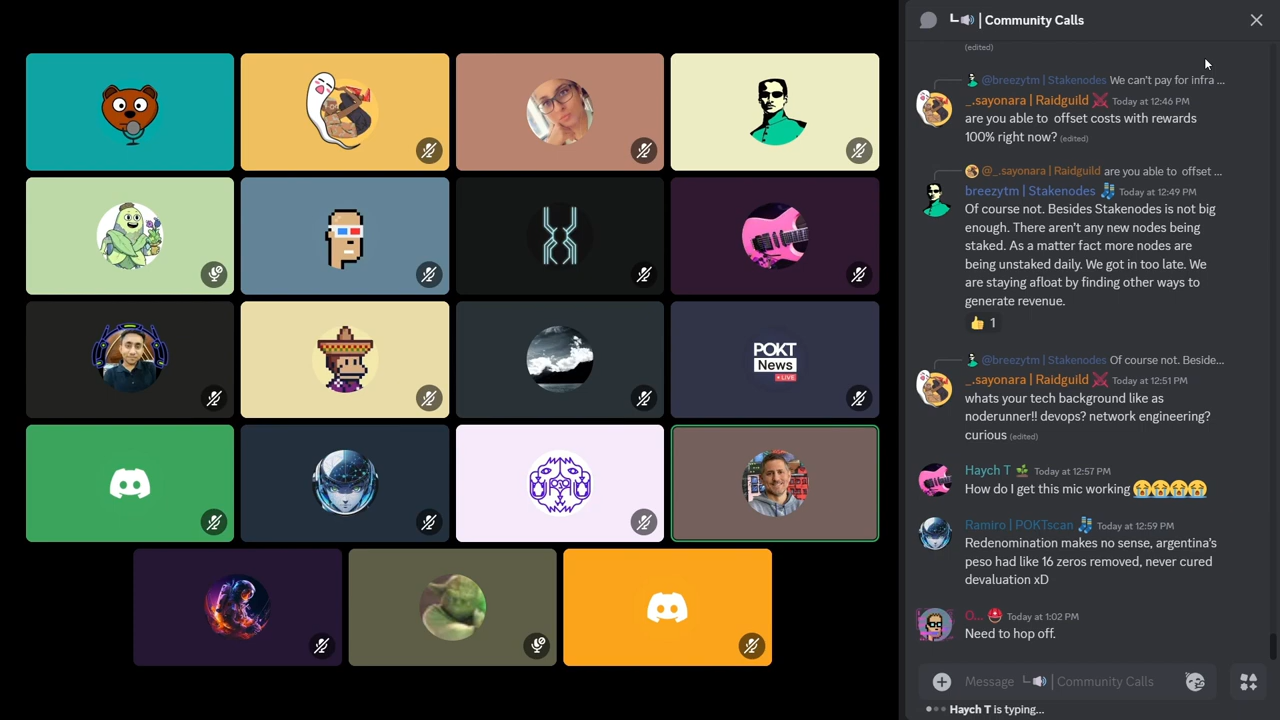 ┗🔊 | Community Calls
(edited)
@breezytm | Stakenodes We can't pay for infra ...
_.sayonara | Raidguild Today at 12:46 PM
are you able to offset costs with rewards
100% right now? (edited)
@_.sayonara | Raidguild are you able to offset ...
breezytm | Stakenodes Today at 12:49 PM
Of course not. Besides Stakenodes is not big
enough. There aren't any new nodes being
staked. As a matter fact more nodes are
being unstaked daily. We got in too late. We
are staying afloat by finding other ways to
generate revenue.
👍 1
@breezytm | Stakenodes Of course not. Beside...
_.sayonara | Raidguild Today at 12:51 PM
whats your tech background like as
noderunner!! devops? network engineering?
curious (edited)
Haych T Today at 12:57 PM
How do I get this mic working 😭😭😭😭
Ramiro | POKTscan Today at 12:59 PM
Redenomination makes no sense, argentina's
peso had like 16 zeros removed, never cured
devaluation xD
O... Today at 1:02 PM
Need to hop off.
Message ┗🔊 | Community Calls
Haych T is typing...
POKT
News
LIVE